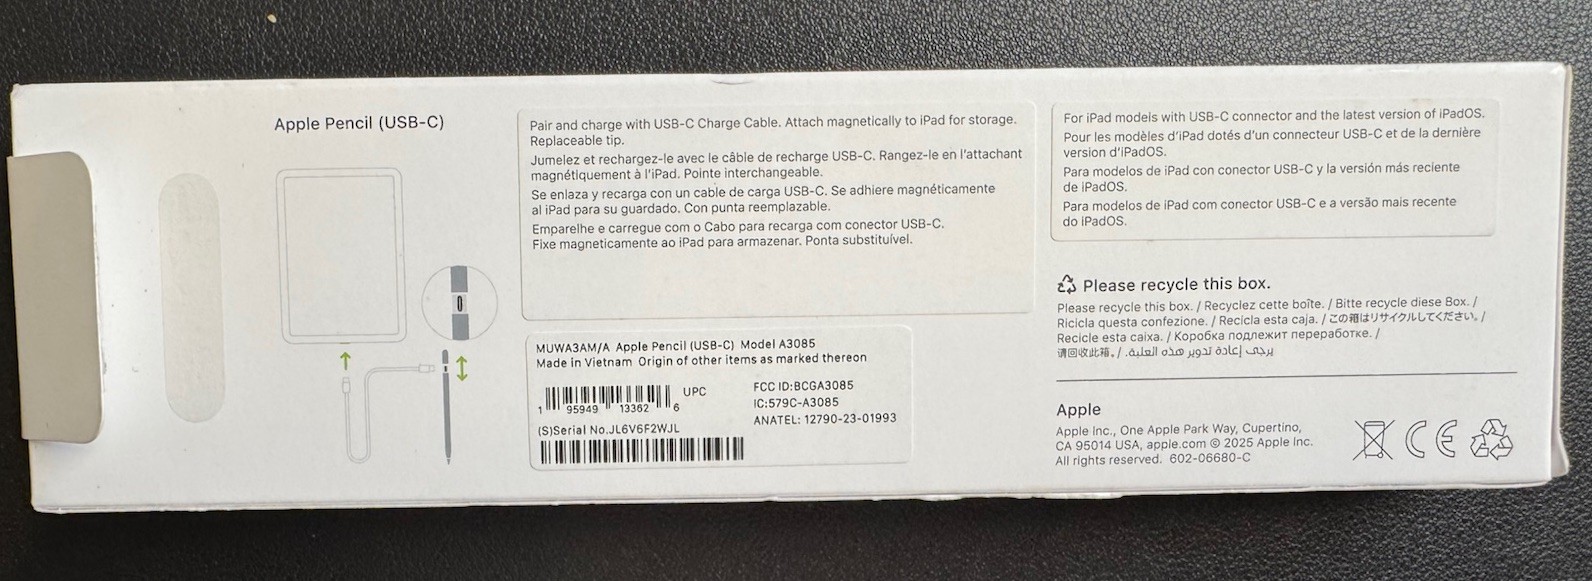 Apple Pencil (USB-C)
Pair and charge with USB-C Charge Cable. Attach magnetically to iPad for storage.
Replaceable tip.
Jumelez et rechargez-le avec le câble de recharge USB-C. Rangez-le en l'attachant
magnétiquement à l'iPad. Pointe interchangeable.
Se enlaza y recarga con un cable de carga USB-C. Se adhiere magnéticamente
al iPad para su guardado. Con punta reemplazable.
Emparelhe e carregue com o Cabo para recarga com conector USB-C.
Fixe magneticamente ao iPad para armazenar. Ponta substituível.
MUWA3AM/A Apple Pencil (USB-C) Model A3085
Made in Vietnam Origin of other items as marked thereon
UPC
1 95949 13362 6
(S)Serial No.JL6V6F2WJL
FCC ID:BCGA3085
IC:579C-A3085
ANATEL: 12790-23-01993
For iPad models with USB-C connector and the latest version of iPadOS.
Pour les modèles d'iPad dotés d'un connecteur USB-C et de la dernière
version d'iPadOS.
Para modelos de iPad con conector USB-C y la versión más reciente
de iPadOS.
Para modelos de iPad com conector USB-C e a versão mais recente
do iPadOS.
Please recycle this box.
Please recycle this box. / Recyclez cette boîte. / Bitte recycle diese Box. /
Ricicla questa confezione. / Recicla esta caja. / この箱はリサイクルしてください。/
Recicle esta caixa. / Коробка подлежит переработке. /
请回收此箱。/ .يرجى إعادة تدوير هذه العلبة
Apple
Apple Inc., One Apple Park Way, Cupertino,
CA 95014 USA, apple.com © 2025 Apple Inc.
All rights reserved. 602-06680-C
CE